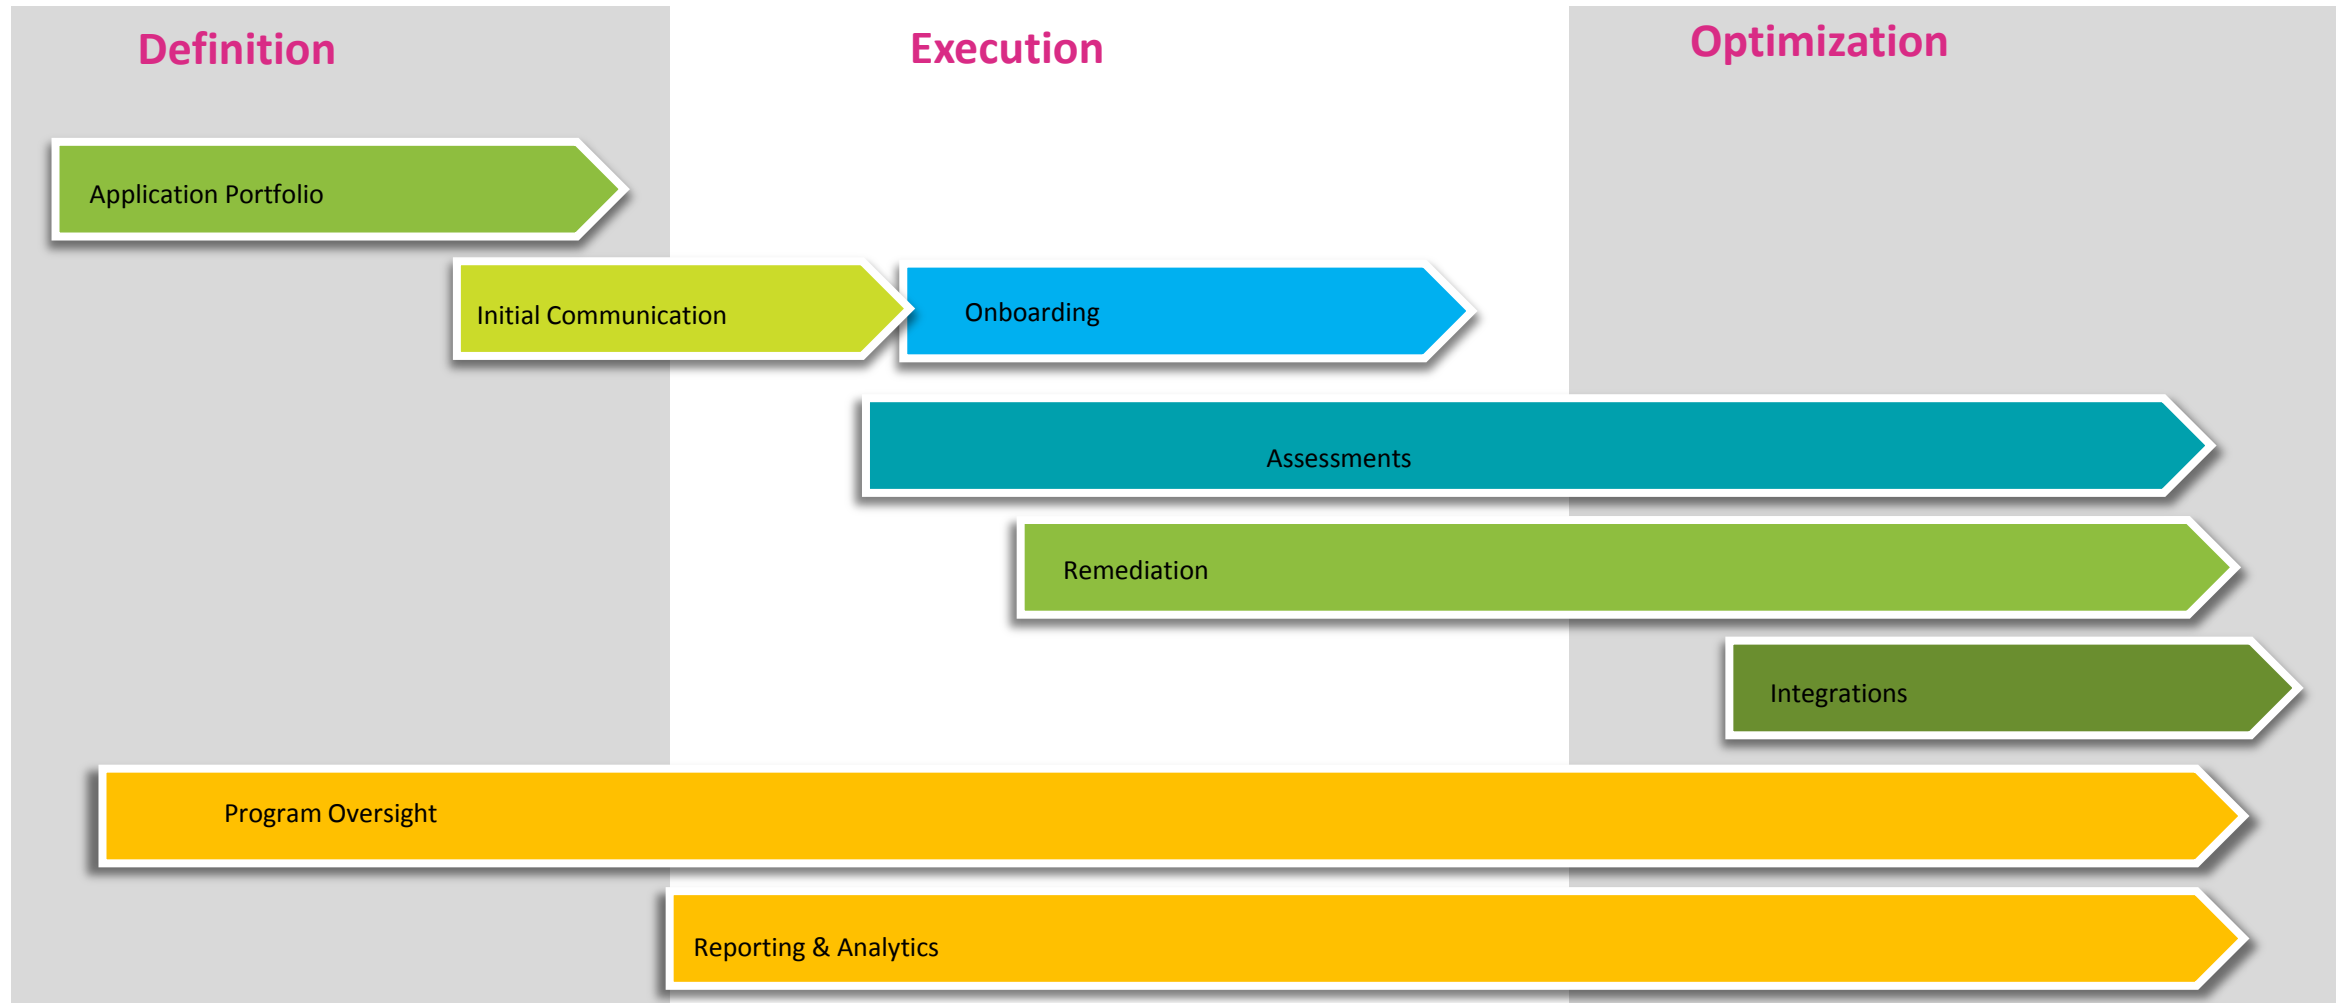 Definition
Execution
Optimization
Application Portfolio
Initial Communication
Onboarding
Assessments
Remediation
Integrations
Program Oversight
Reporting & Analytics